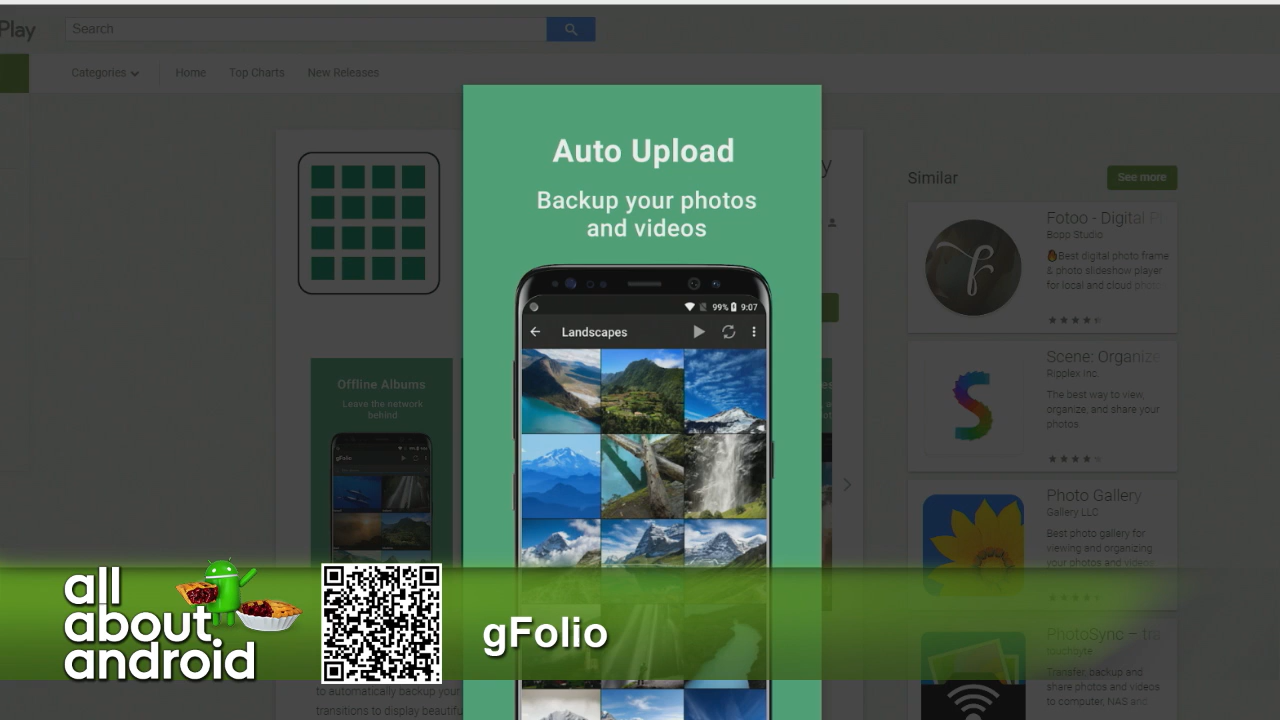 Play
Search
Categories
Home
Top Charts
New Releases
Auto Upload
Backup your photos
and videos
99%
9:07
Landscapes
Offline Albums
Leave the network
behind
gFolio
Similar
See more
Fotoo - Digital
Bopp Studio
Best digital photo frame
& photo slideshow player
for local and cloud
Scene: Organize
Ripplex Inc.
The best way to view,
organize, and share your
photos
Photo Gallery
Gallery LLC
Best photo gallery for
viewing and organizing
your photos and
PhotoSync – tra
touchbyte
Transfer, backup and
share photos and videos
to computer, NAS and
all
about
android
gFolio
to automatically backup your
transitions to display beautifu